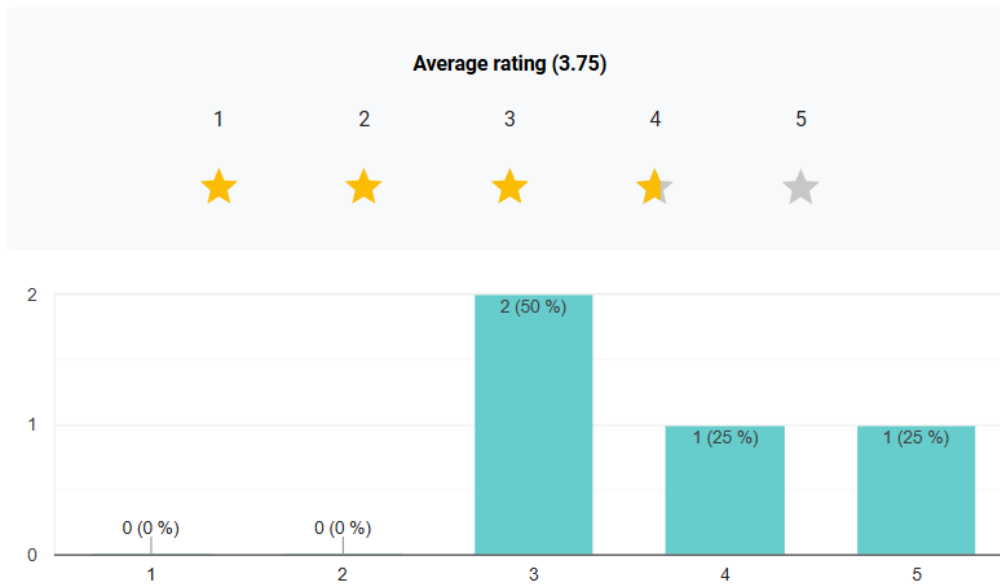 Average rating (3.75)
1 2 3 4 5
2
2 (50 %)
1
1 (25 %) 1 (25 %)
0 (0 %) 0 (0 %)
0
1 2 3 4 5